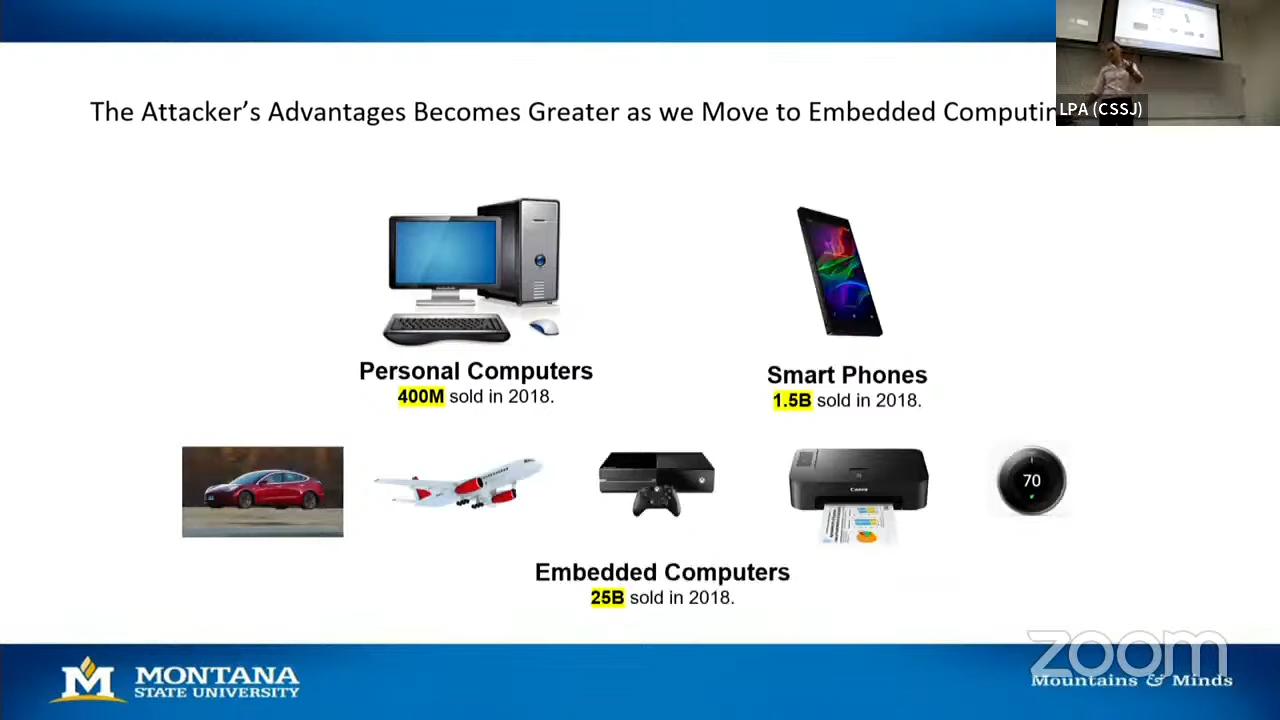 The Attacker's Advantages Becomes Greater as we Move to Embedded Computin
LPA (CSSJ)
Personal Computers
400M sold in 2018.
Smart Phones
1.5B sold in 2018.
70
Canon
Embedded Computers
25B sold in 2018.
M MONTANA
STATE UNIVERSITY
zoom
Mountains & Minds